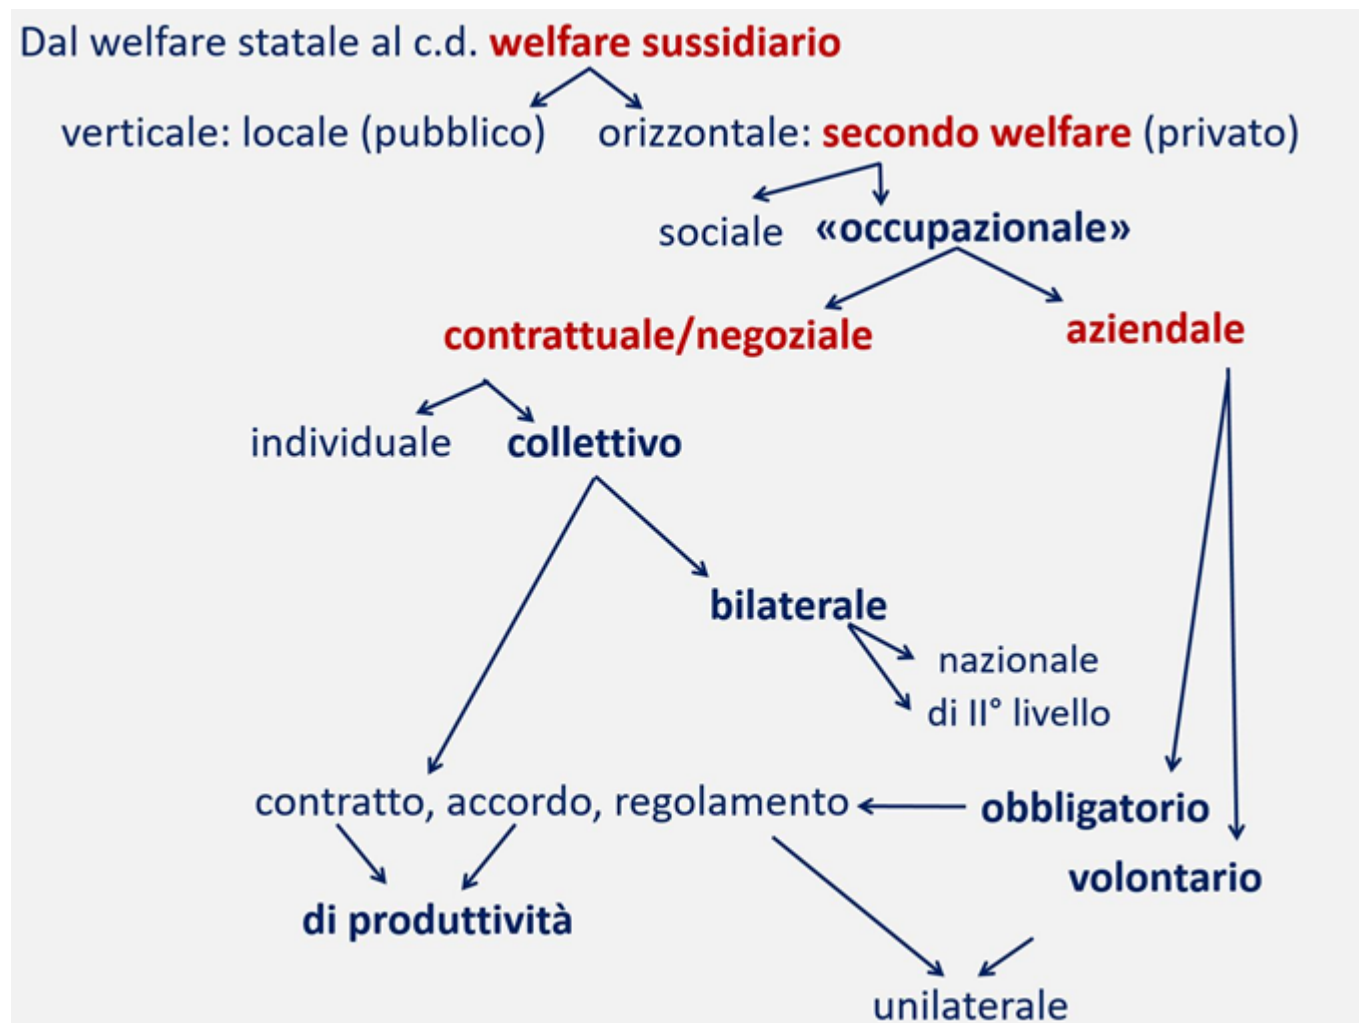 Dal welfare statale al c.d. welfare sussidiario
verticale: locale (pubblico) orizzontale: secondo welfare (privato)
sociale «occupazionale»
contrattuale/negoziale aziendale
individuale collettivo
bilaterale
nazionale
di II° livello
contratto, accordo, regolamento obbligatorio
volontario
di produttività
unilaterale